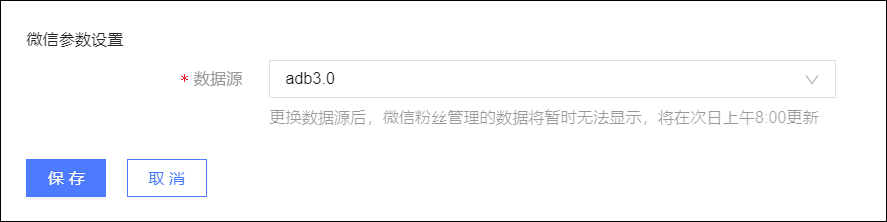 微信参数设置
* 数据源
adb3.0
更换数据源后，微信粉丝管理的数据将暂时无法显示，将在次日上午8:00更新
保存
取消